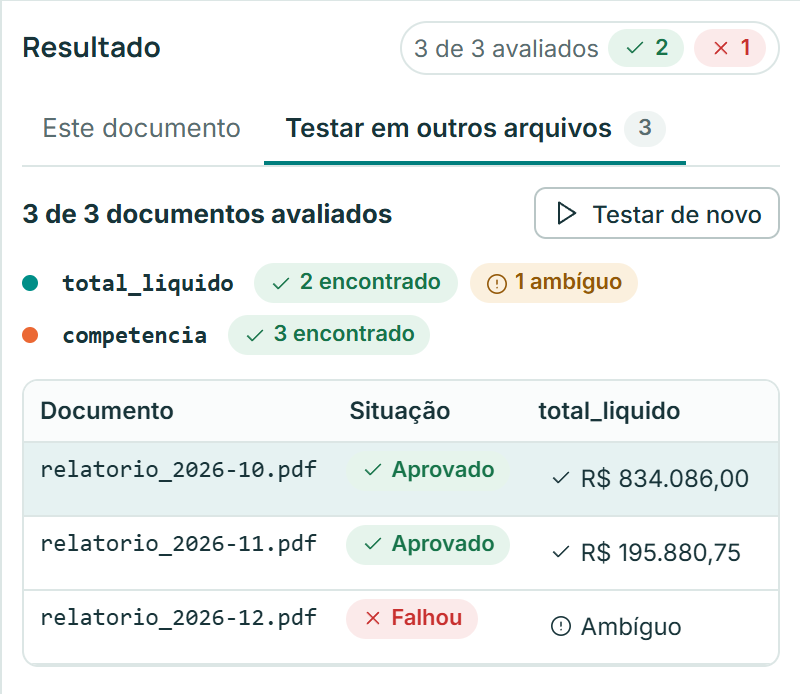 Resultado
3 de 3 avaliados 2 1
Este documento Testar em outros arquivos 3
3 de 3 documentos avaliados Testar de novo
total_liquido 2 encontrado 1 ambíguo
competencia 3 encontrado
Documento Situação total_liquido
relatorio_2026-10.pdf Aprovado R$ 834.086,00
relatorio_2026-11.pdf Aprovado R$ 195.880,75
relatorio_2026-12.pdf Falhou Ambíguo